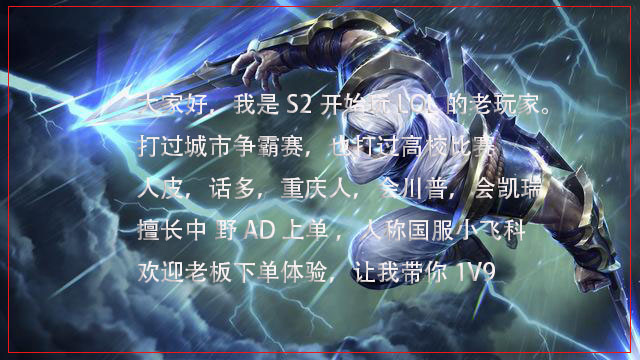 大家好，我是 S2 开始玩 LOL 的老玩家。
打过城市争霸赛，也打过高校比赛，
人皮，话多，重庆人，会川普，会凯瑞
擅长中 野 AD 上单 ，人称国服小飞科
欢迎老板下单体验，让我带你 1V9